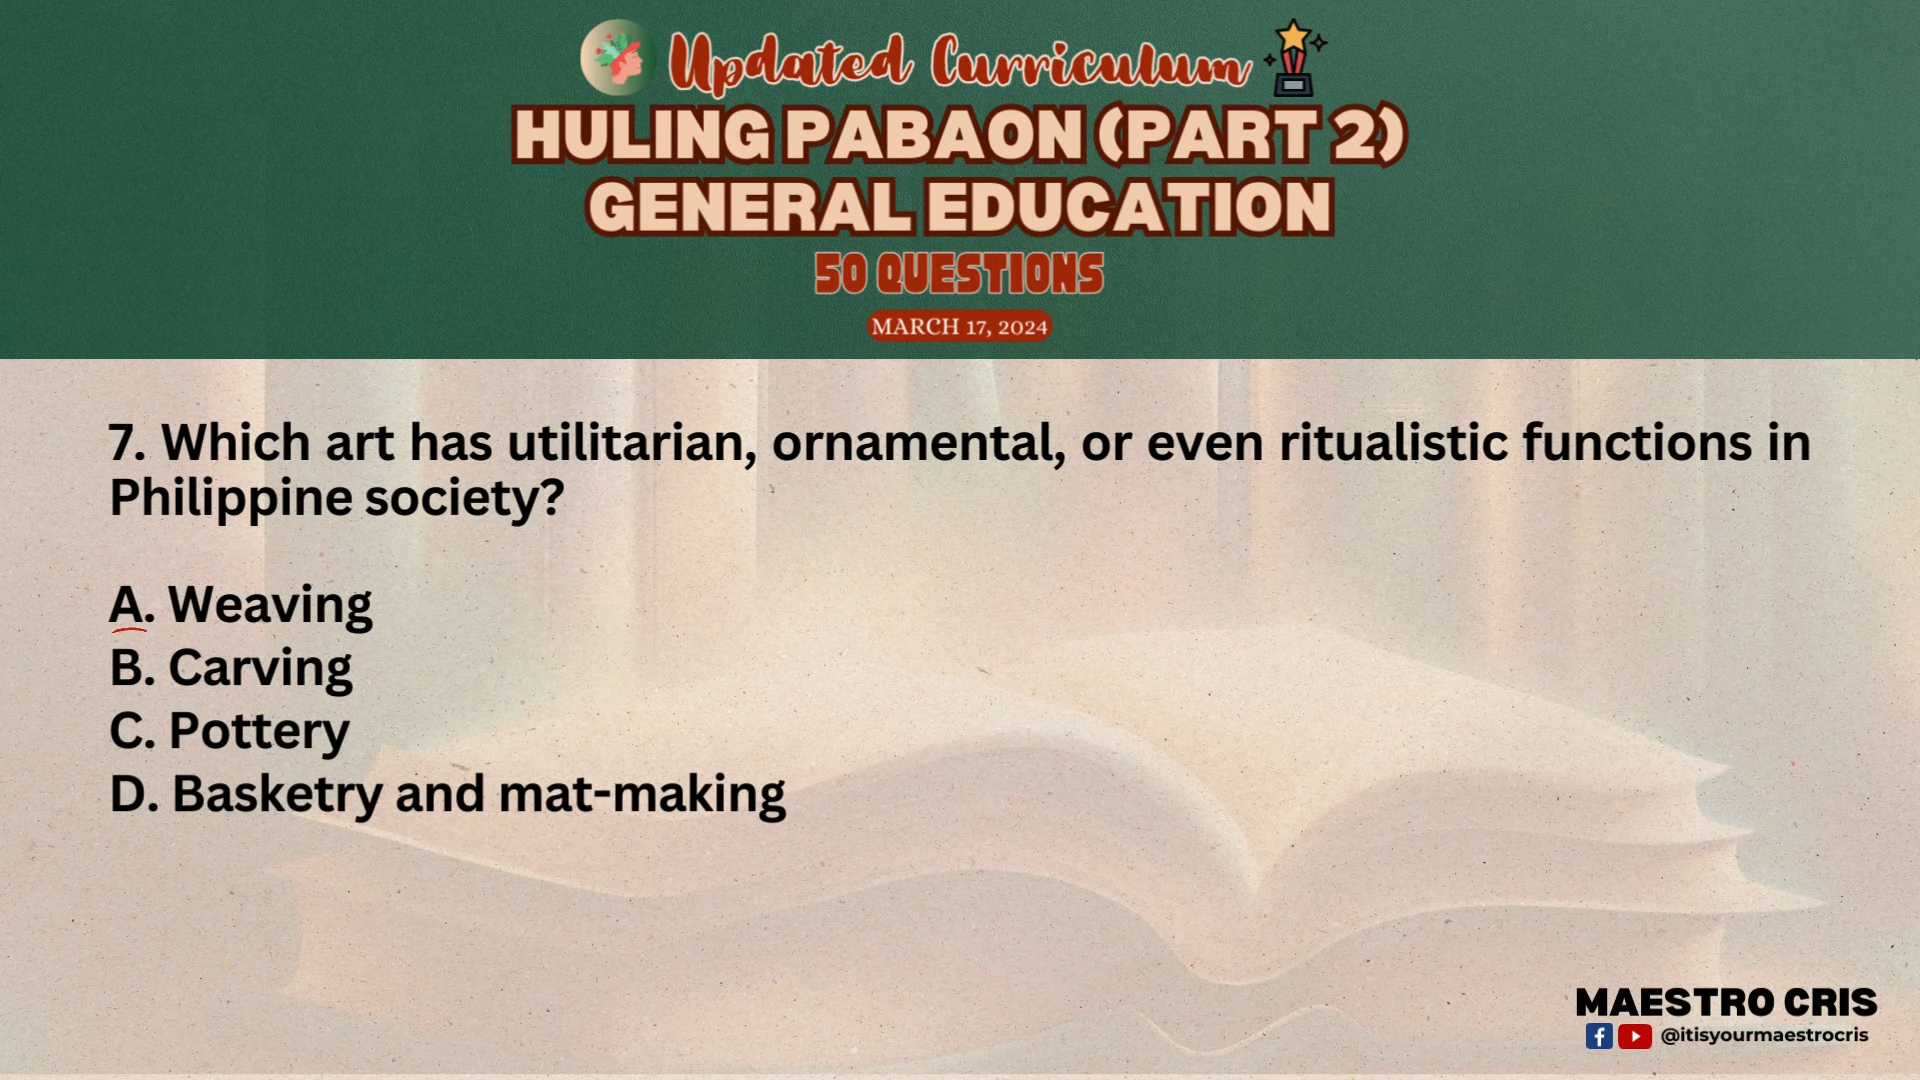 Updated Curriculum
HULING PABAON (PART 2)
GENERAL EDUCATION
50 QUESTIONS
MARCH 17, 2024
7. Which art has utilitarian, ornamental, or even ritualistic functions in
Philippine society?
A. Weaving
B. Carving
C. Pottery
D. Basketry and mat-making
MAESTRO CRIS
@itisyourmaestrocris